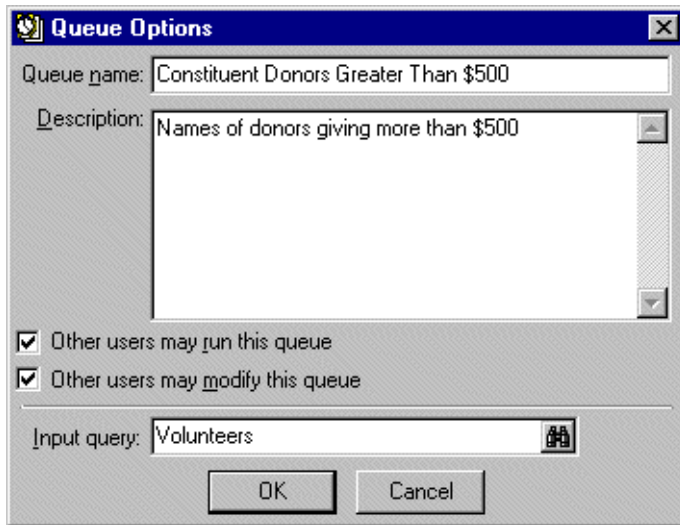 Queue Options
Queue name: Constituent Donors Greater Than $500
Description: Names of donors giving more than $500
Other users may run this queue
Other users may modify this queue
Input query: Volunteers
OK Cancel